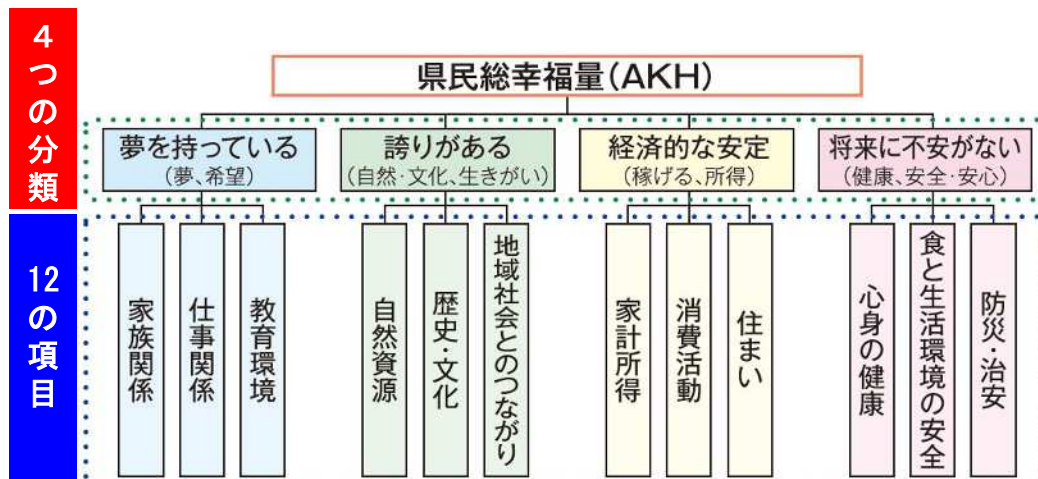 4つの分類
県民総幸福量(AKH)
夢を持っている
(夢、希望)
誇りがある
(自然・文化、生きがい)
経済的な安定
(稼げる、所得)
将来に不安がない
(健康、安全・安心)
12の項目
家族関係
仕事関係
教育環境
自然資源
歴史・文化
地域社会とのつながり
家計所得
消費活動
住まい
心身の健康
食と生活環境の安全
防災・治安